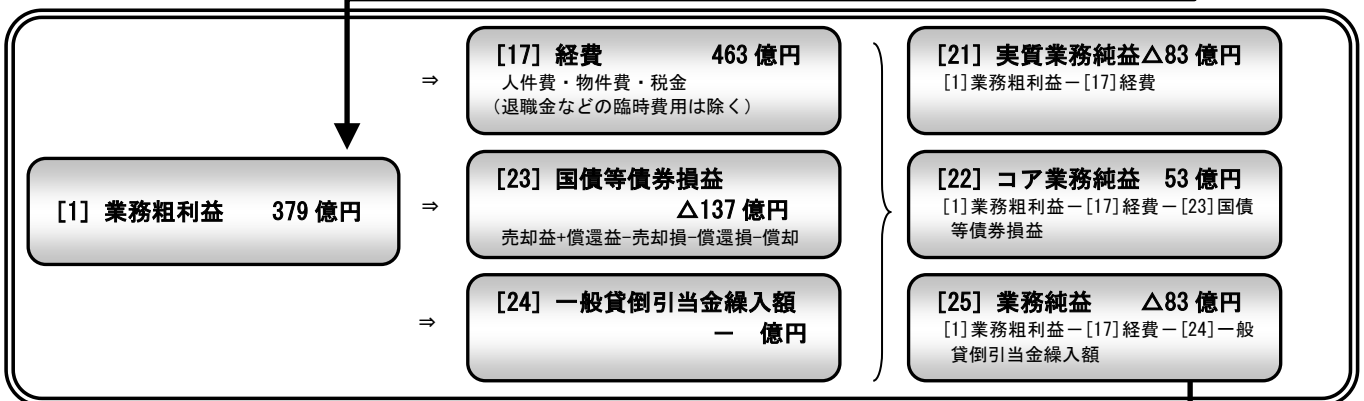 [1] 業務粗利益 379 億円
⇒
[17] 経費 463 億円
人件費・物件費・税金
(退職金などの臨時費用は除く)
⇒
[23] 国債等債券損益
△137 億円
売却益+償還益-売却損-償還損-償却
⇒
[24] 一般貸倒引当金繰入額
－ 億円
[21] 実質業務純益△83 億円
[1]業務粗利益－[17]経費
[22] コア業務純益 53 億円
[1]業務粗利益－[17]経費－[23]国債
等債券損益
[25] 業務純益 △83 億円
[1]業務粗利益－[17]経費－[24]一般
貸倒引当金繰入額